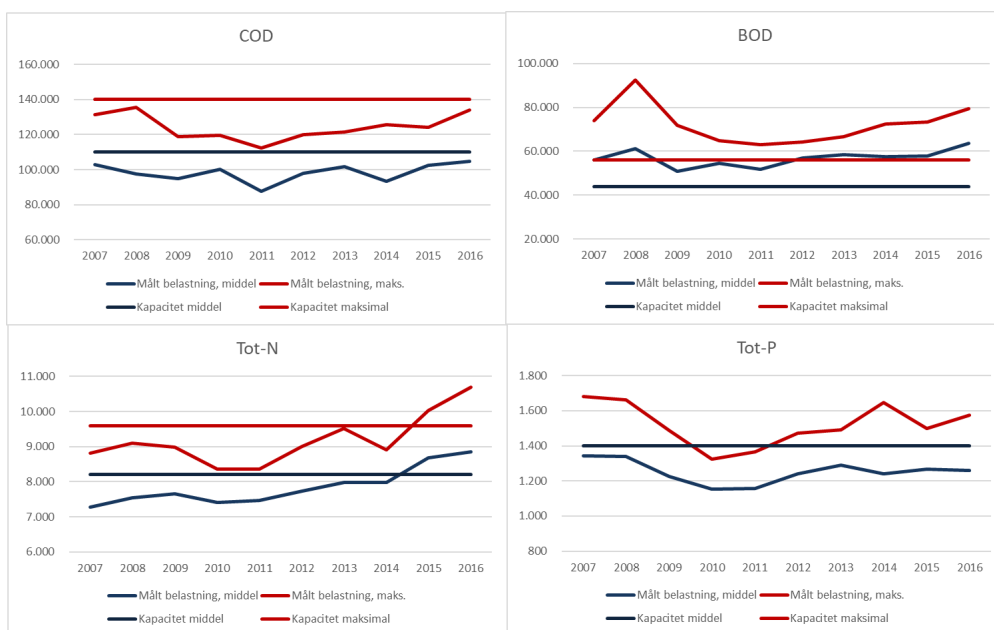 COD
160.000
140.000
120.000
100.000
80.000
60.000
2007 2008 2009 2010 2011 2012 2013 2014 2015 2016
Målt belastning, middel Målt belastning, maks.
Kapacitet middel Kapacitet maksimal
BOD
100.000
80.000
60.000
40.000
20.000
2007 2008 2009 2010 2011 2012 2013 2014 2015 2016
Målt belastning, middel Målt belastning, maks.
Kapacitet middel Kapacitet maksimal
Tot-N
11.000
10.000
9.000
8.000
7.000
6.000
2007 2008 2009 2010 2011 2012 2013 2014 2015 2016
Målt belastning, middel Målt belastning, maks.
Kapacitet middel Kapacitet maksimal
Tot-P
1.800
1.600
1.400
1.200
1.000
800
2007 2008 2009 2010 2011 2012 2013 2014 2015 2016
Målt belastning, middel Målt belastning, maks.
Kapacitet middel Kapacitet maksimal